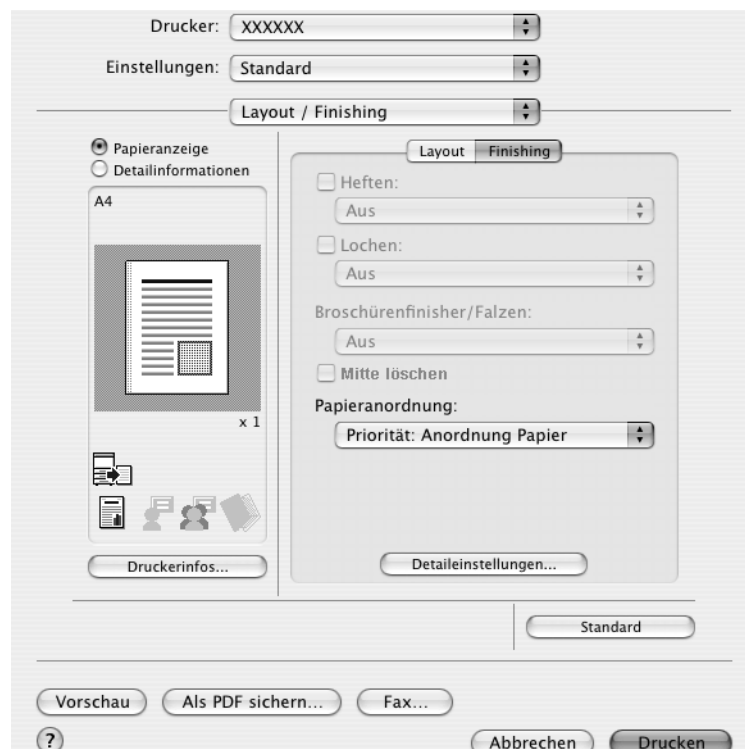 Drucker: XXXXXX
Einstellungen: Standard
Layout / Finishing
Papieranzeige
Detailinformationen
A4
x 1
Druckerinfos...
Layout Finishing
Heften:
Aus
Lochen:
Aus
Broschürenfinisher/Falzen:
Aus
Mitte löschen
Papieranordnung:
Priorität: Anordnung Papier
Detaileinstellungen...
Standard
Vorschau Als PDF sichern... Fax...
? Abbrechen Drucken